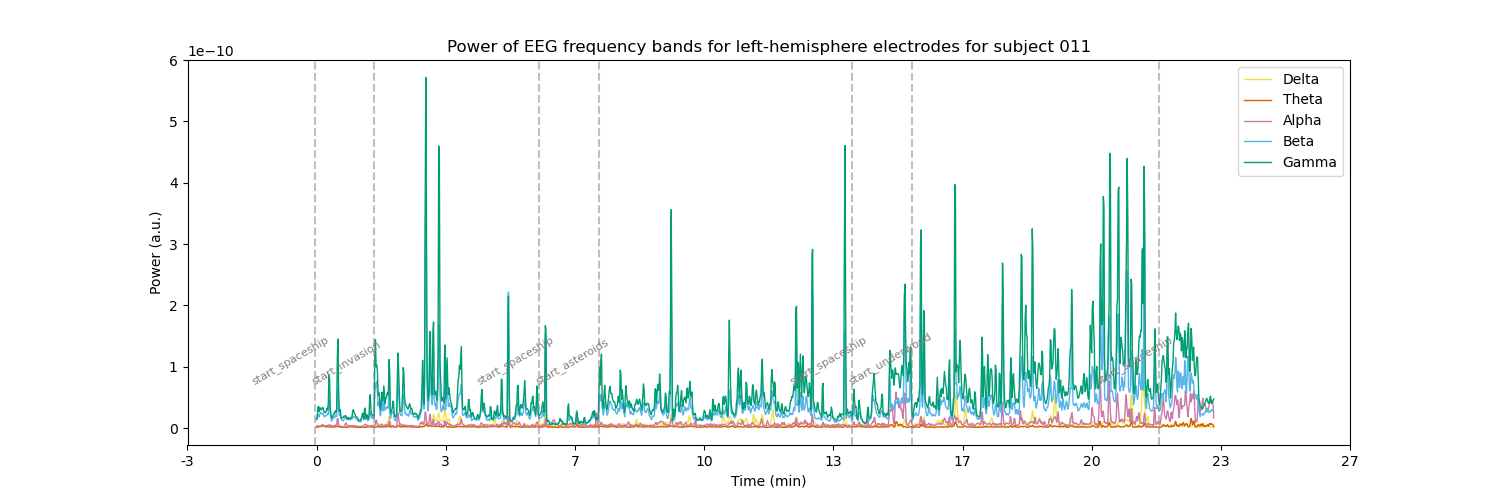 Power of EEG frequency bands for left-hemisphere electrodes for subject 011
1e−10
6
5
4
3
2
1
0
Power (a.u.)
Delta
Theta
Alpha
Beta
Gamma
start_spaceship
start_invasion
start_spaceship
start_asteroids
start_spaceship
start_underwood
start_spaceship
-3 0 3 7 10 13 17 20 23 27
Time (min)